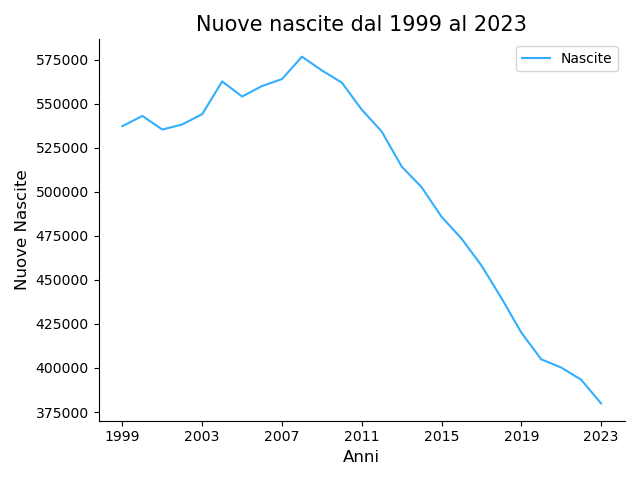 Nuove nascite dal 1999 al 2023
Nascite
575000
550000
525000
500000
475000
450000
425000
400000
375000
Nuove Nascite
1999 2003 2007 2011 2015 2019 2023
Anni